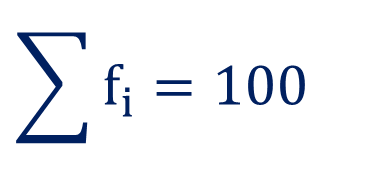 ∑ fᵢ = 100